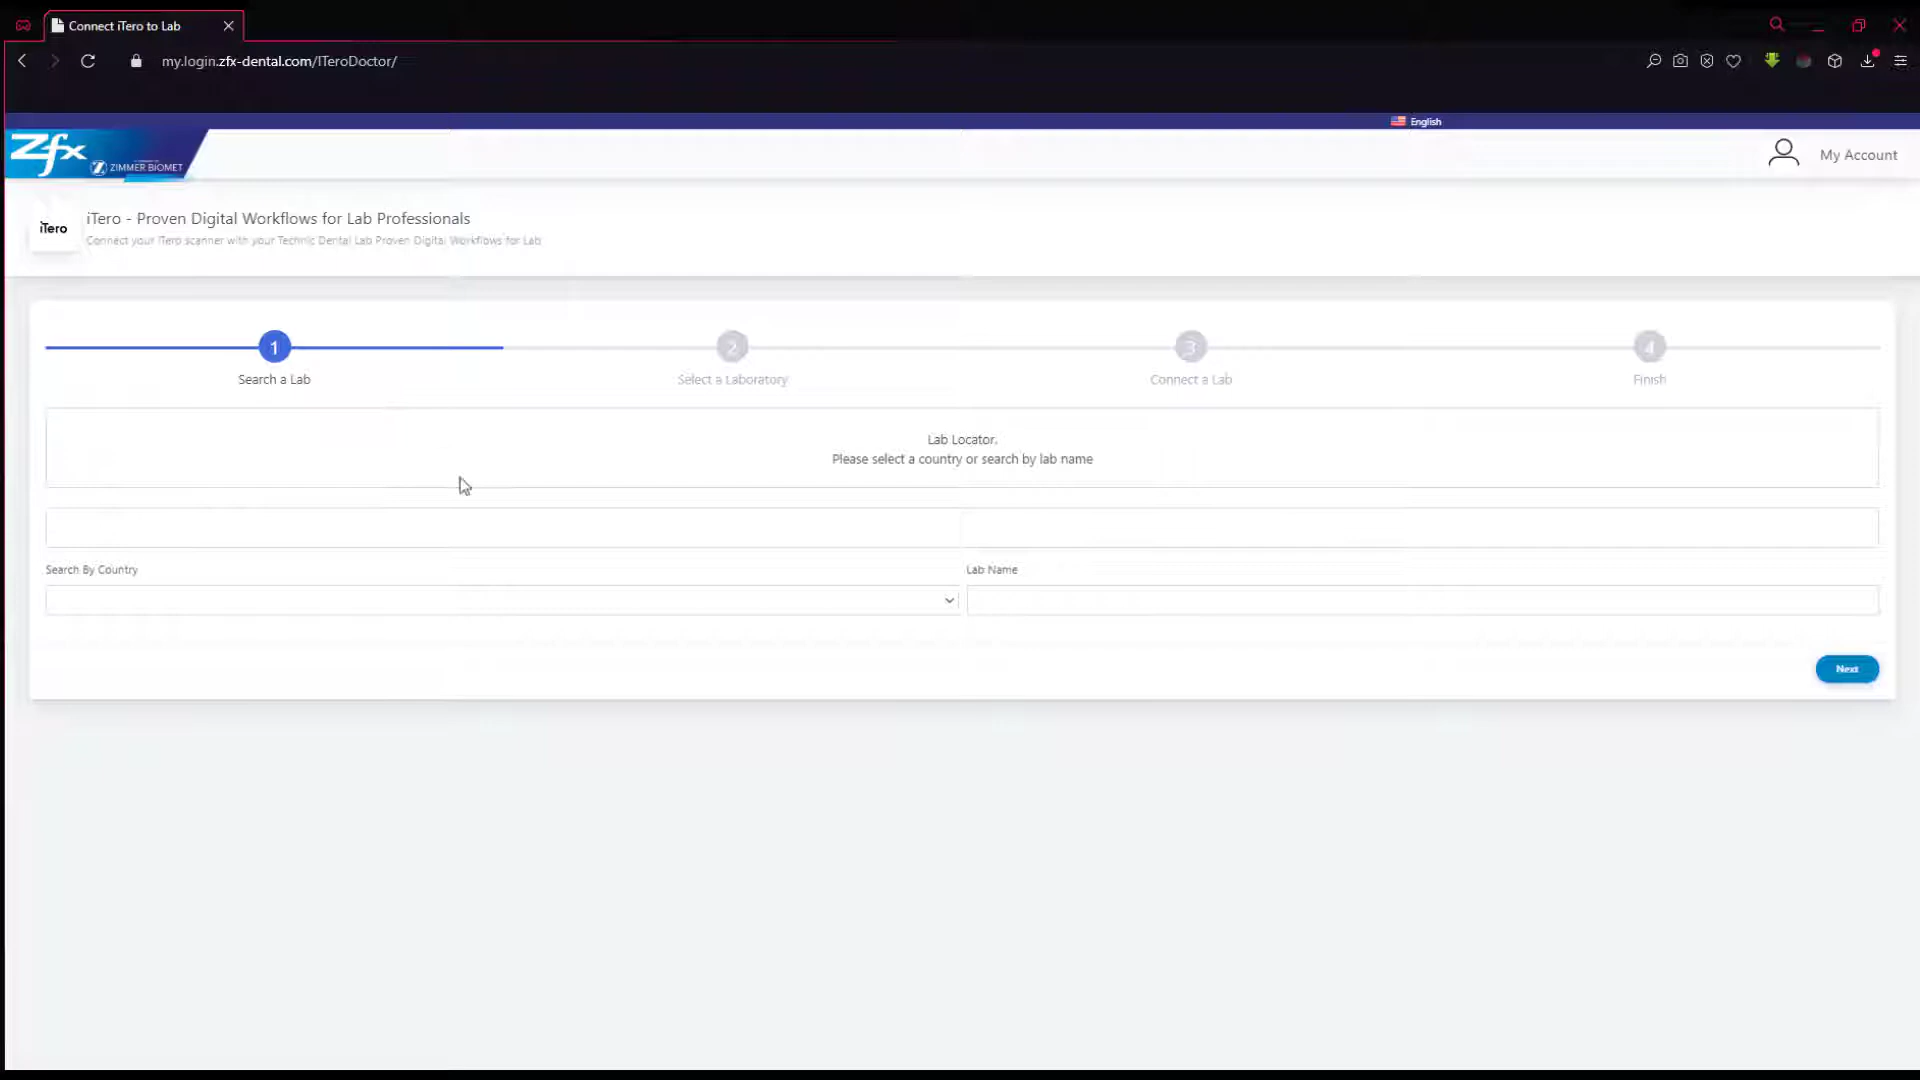 Connect iTero to Lab
my.login.zfx-dental.com/ITeroDoctor/
English
Zfx
ZIMMER BIOMET
My Account
iTero
iTero - Proven Digital Workflows for Lab Professionals
Connect your iTero scanner with your Technic Dental Lab Proven Digital Workflows for Lab
1
2
3
4
Search a Lab
Select a Laboratory
Connect a Lab
Finish
Lab Locator.
Please select a country or search by lab name
Search By Country
Lab Name
Next